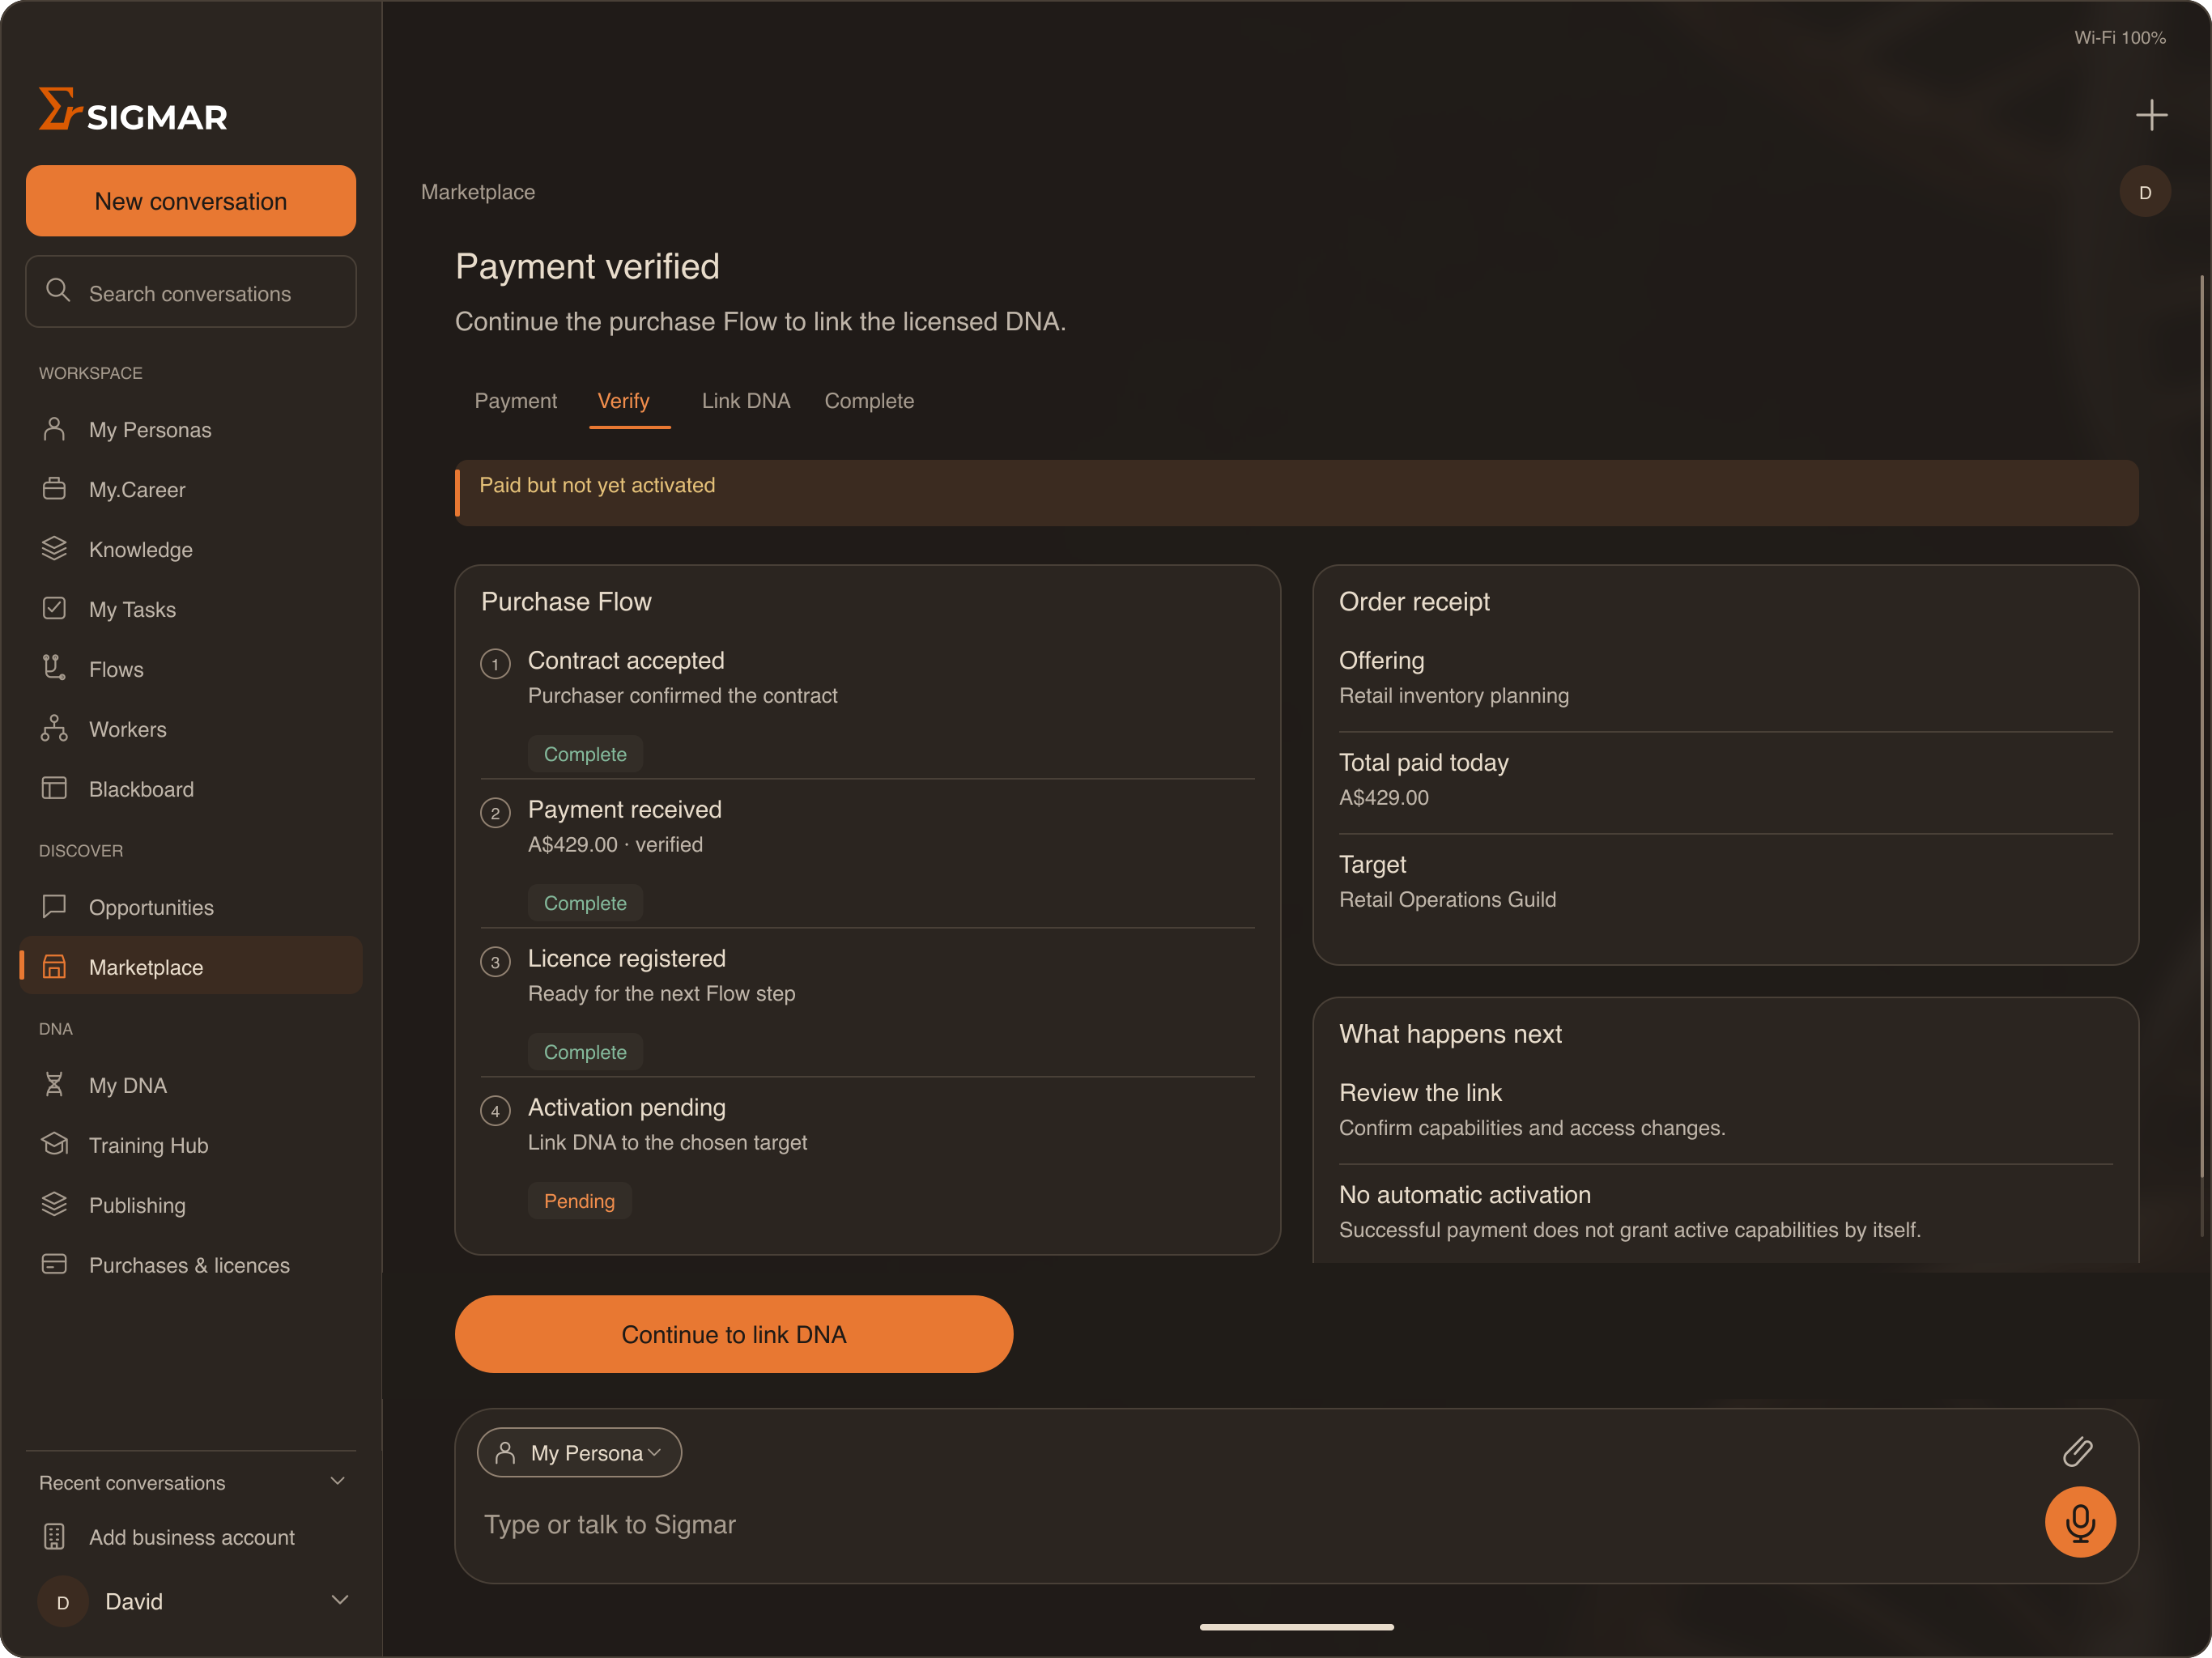 Wi-Fi 100%
Σr SIGMAR
New conversation
Search conversations
WORKSPACE
My Personas
My.Career
Knowledge
My Tasks
Flows
Workers
Blackboard
DISCOVER
Opportunities
Marketplace
DNA
My DNA
Training Hub
Publishing
Purchases & licences
Recent conversations
Add business account
D
David
Marketplace
D
Payment verified
Continue the purchase Flow to link the licensed DNA.
Payment Verify Link DNA Complete
Paid but not yet activated
Purchase Flow
1 Contract accepted
Purchaser confirmed the contract
Complete
2 Payment received
A$429.00 · verified
Complete
3 Licence registered
Ready for the next Flow step
Complete
4 Activation pending
Link DNA to the chosen target
Pending
Order receipt
Offering
Retail inventory planning
Total paid today
A$429.00
Target
Retail Operations Guild
What happens next
Review the link
Confirm capabilities and access changes.
No automatic activation
Successful payment does not grant active capabilities by itself.
Continue to link DNA
My Persona
Type or talk to Sigmar